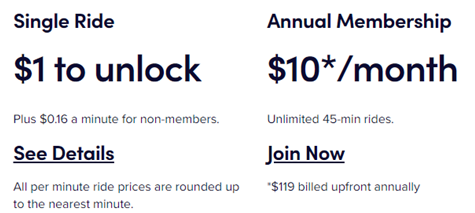 Single Ride
$1 to unlock
Plus $0.16 a minute for non-members.
See Details
All per minute ride prices are rounded up
to the nearest minute.
Annual Membership
$10*/month
Unlimited 45-min rides.
Join Now
*$119 billed upfront annually